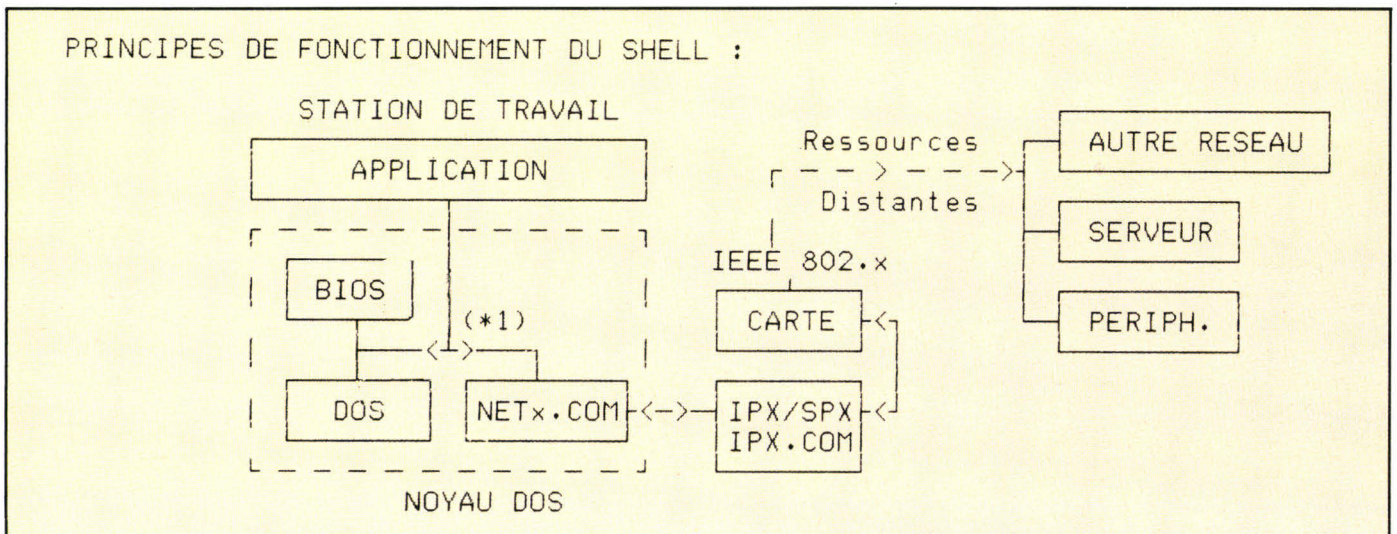 PRINCIPES DE FONCTIONNEMENT DU SHELL :
STATION DE TRAVAIL
APPLICATION
Ressources
Distantes
AUTRE RESEAU
SERVEUR
PERIPH.
IEEE 802.x
BIOS
(*1)
CARTE
DOS
NETx.COM
IPX/SPX
IPX.COM
NOYAU DOS